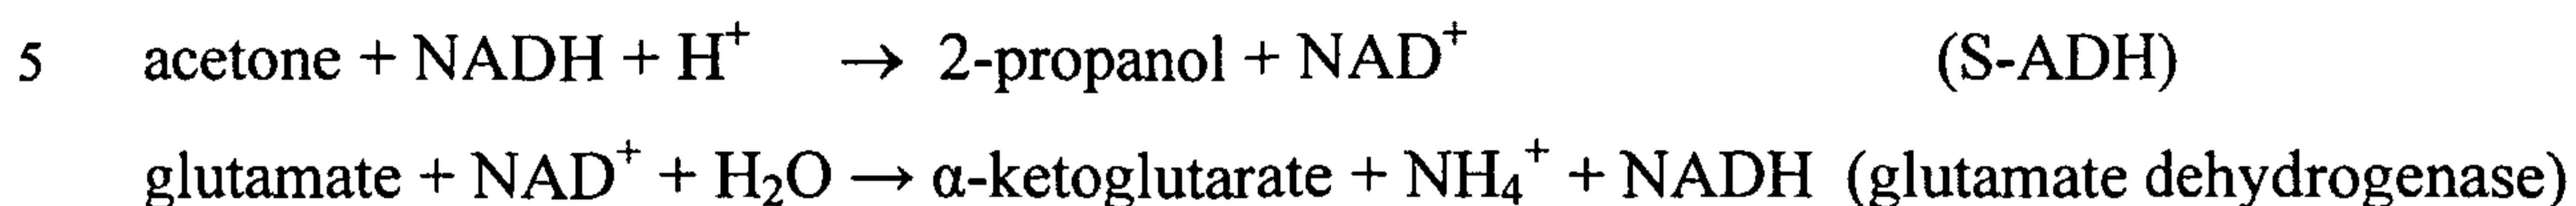 5 acetone + NADH + H⁺ → 2-propanol + NAD⁺ (S-ADH)
glutamate + NAD⁺ + H₂O → α-ketoglutarate + NH₄⁺ + NADH (glutamate dehydrogenase)